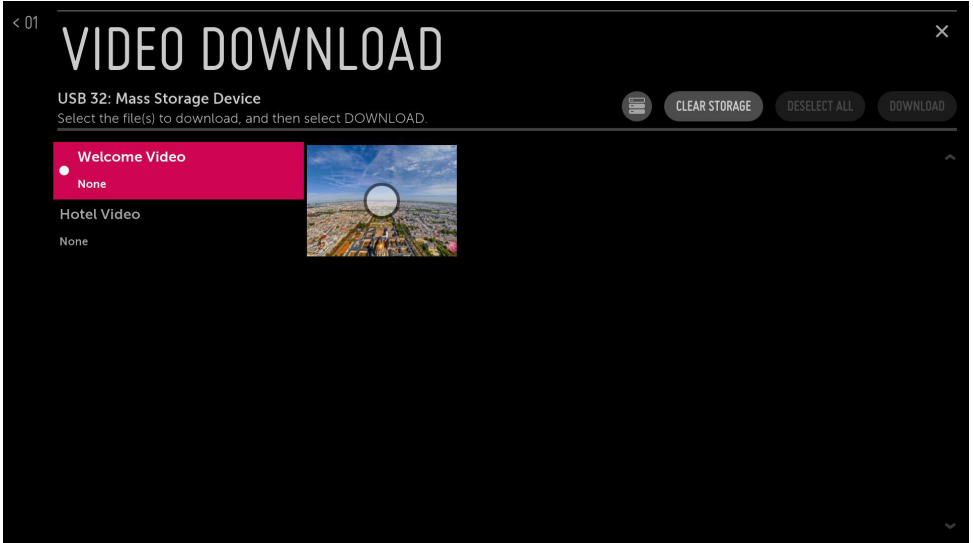 < 01
VIDEO DOWNLOAD
USB 32: Mass Storage Device
Select the file(s) to download, and then select DOWNLOAD.
CLEAR STORAGE
DESELECT ALL
DOWNLOAD
Welcome Video
None
Hotel Video
None